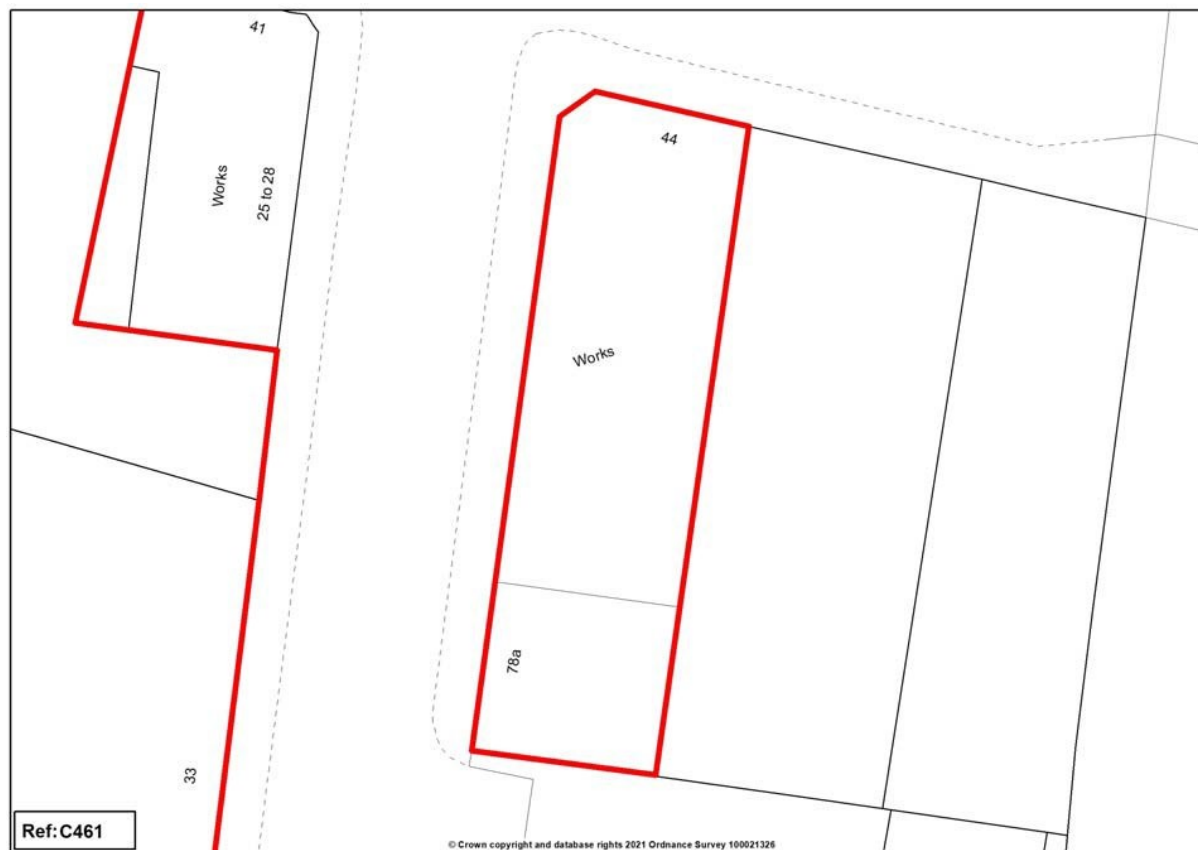 41
44
Works
25 to 28
Works
78a
33
Ref:C461
© Crown copyright and database rights 2021 Ordnance Survey 100021326